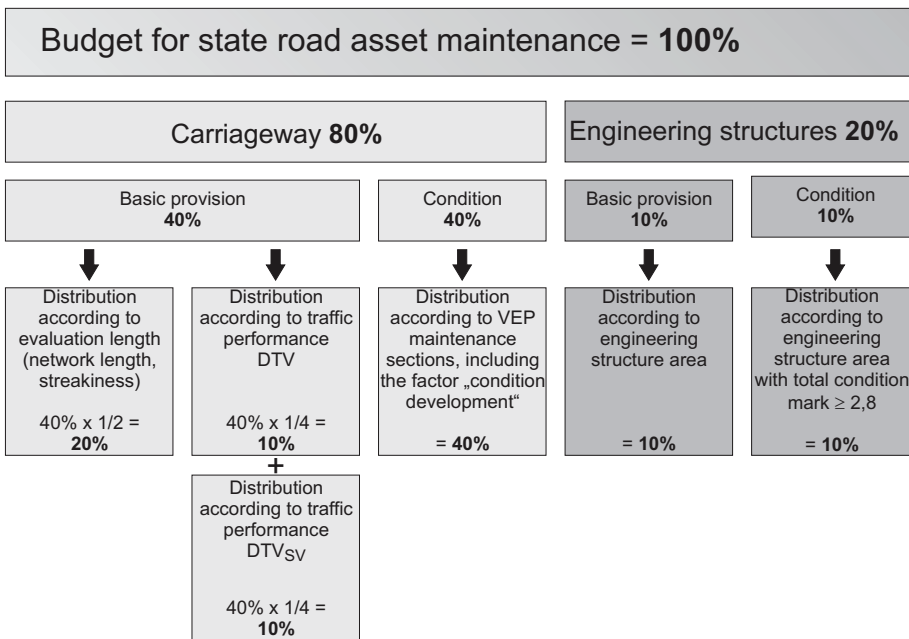 Budget for state road asset maintenance = 100%
Carriageway 80%
Engineering structures 20%
Basic provision
40%
Condition
40%
Basic provision
10%
Condition
10%
Distribution
according to
evaluation length
(network length,
streakiness)
40% x 1/2 =
20%
Distribution
according to traffic
performance
DTV
40% x 1/4 =
10%
+
Distribution
according to traffic
performance
DTVSV
40% x 1/4 =
10%
Distribution
according to VEP
maintenance
sections, including
the factor „condition
development“
= 40%
Distribution
according to
engineering
structure area
= 10%
Distribution
according to
engineering
structure area
with total condition
mark ≥ 2,8
= 10%